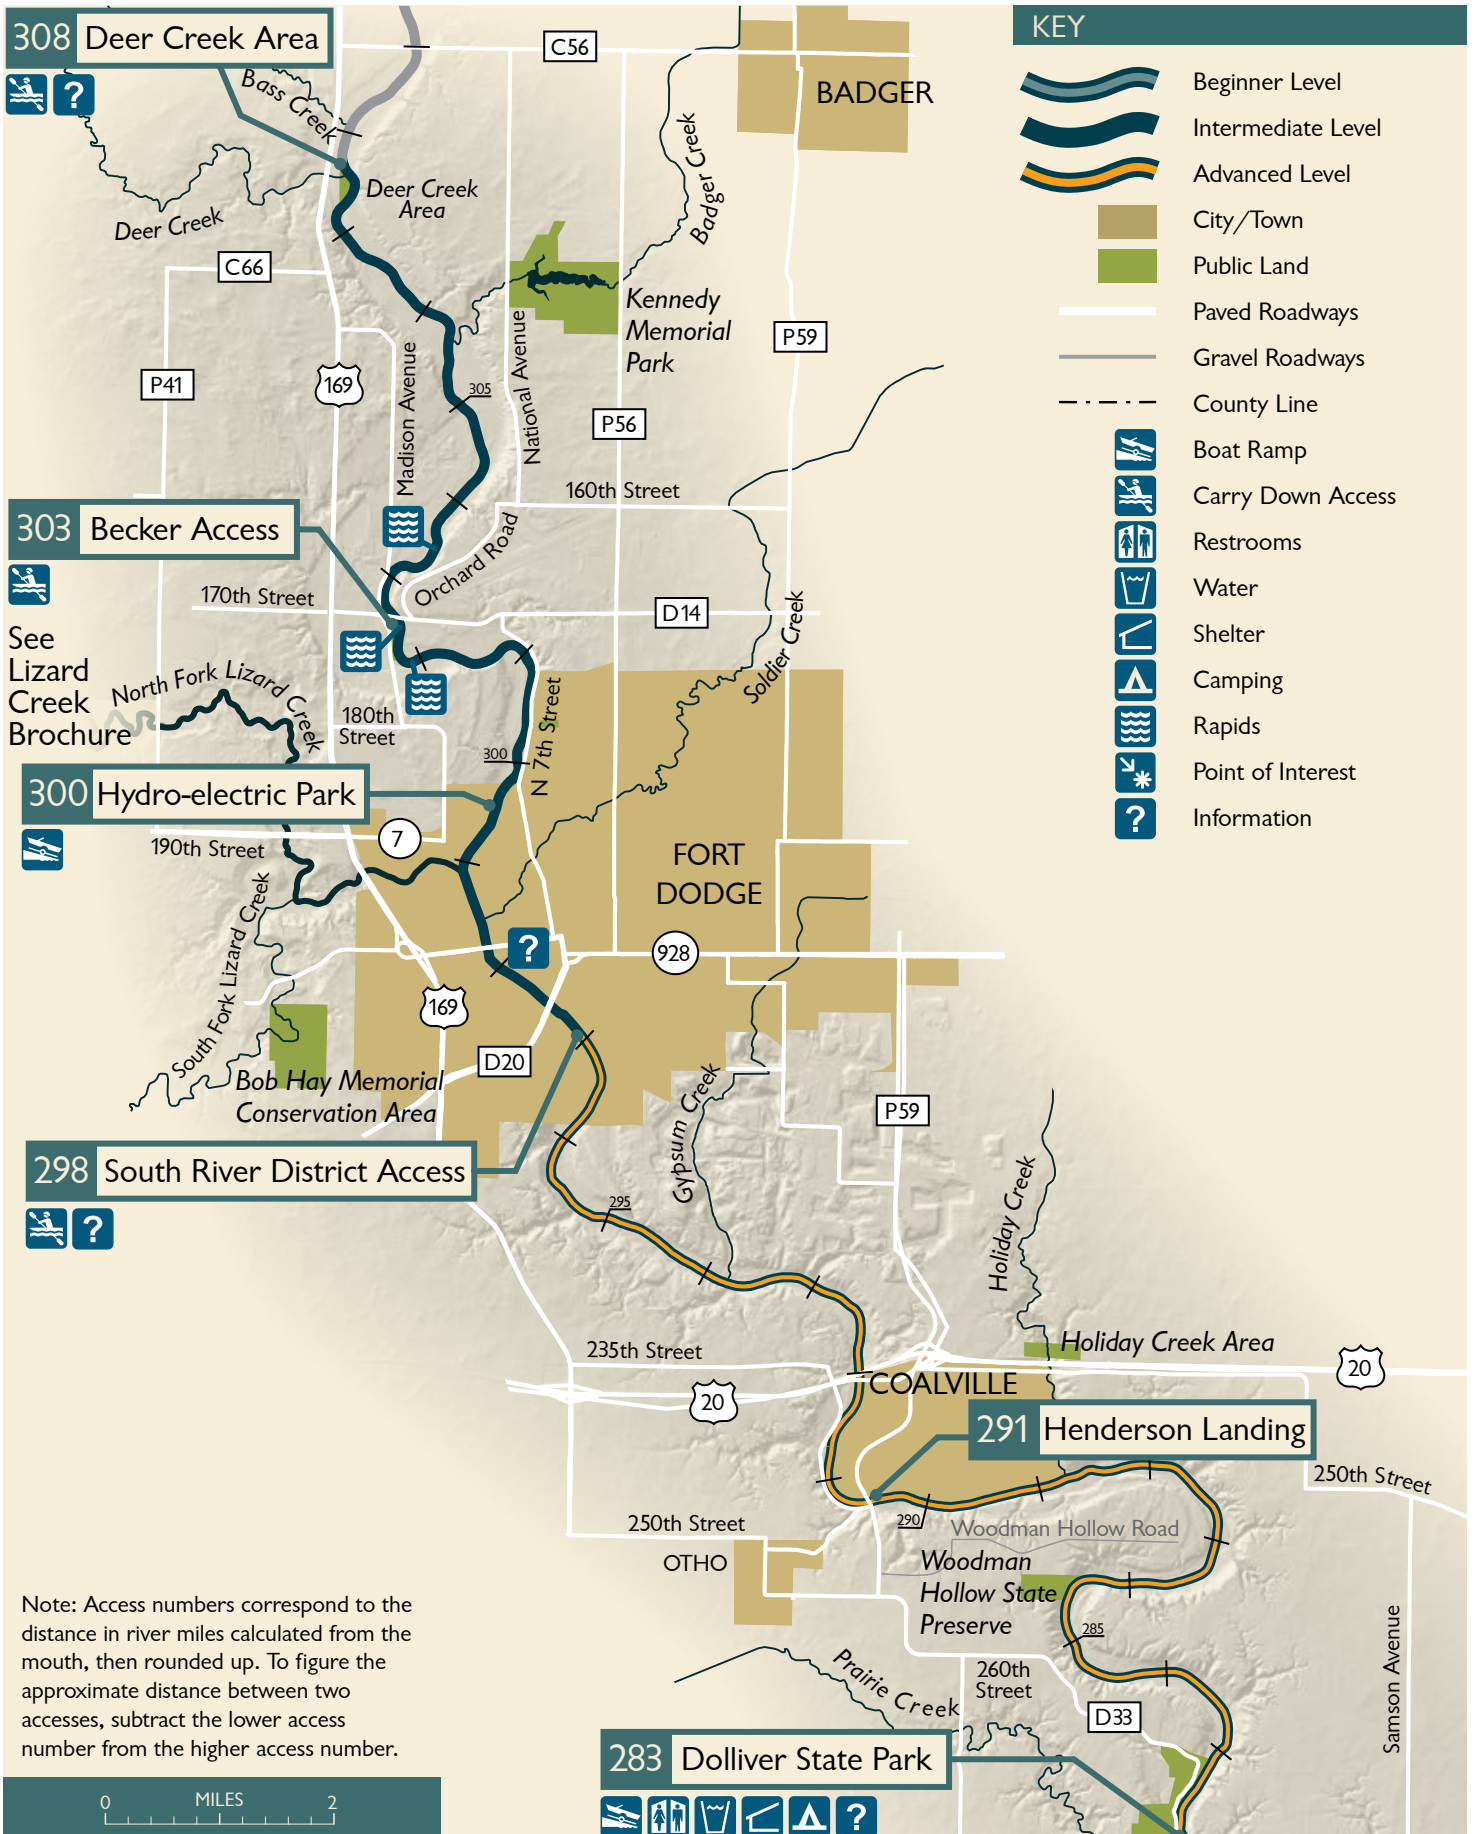 308 Deer Creek Area
?
Bass Creek
C56
BADGER
Deer Creek
Area
Deer Creek
Badger Creek
C66
Kennedy
Memorial
Park
P59
P41
169
Madison Avenue
National Avenue
305
P56
160th Street
303 Becker Access
Orchard Road
170th Street
D14
See
Lizard
Creek
Brochure
North Fork Lizard Creek
Soldier Creek
180th
Street
N 7th Street
300
300 Hydro-electric Park
7
190th Street
FORT
DODGE
South Fork Lizard Creek
?
928
169
D20
Bob Hay Memorial
Conservation Area
Gypsum Creek
P59
298 South River District Access
?
295
Holiday Creek
235th Street
Holiday Creek Area
20
20
COALVILLE
291 Henderson Landing
250th Street
290
250th Street
Woodman Hollow Road
OTHO
Woodman
Hollow State
Preserve
285
Prairie Creek
260th
Street
D33
Samson Avenue
283 Dolliver State Park
?
KEY
Beginner Level
Intermediate Level
Advanced Level
City/Town
Public Land
Paved Roadways
Gravel Roadways
County Line
Boat Ramp
Carry Down Access
Restrooms
Water
Shelter
Camping
Rapids
Point of Interest
? Information
Note: Access numbers correspond to the
distance in river miles calculated from the
mouth, then rounded up. To figure the
approximate distance between two
accesses, subtract the lower access
number from the higher access number.
0 MILES 2